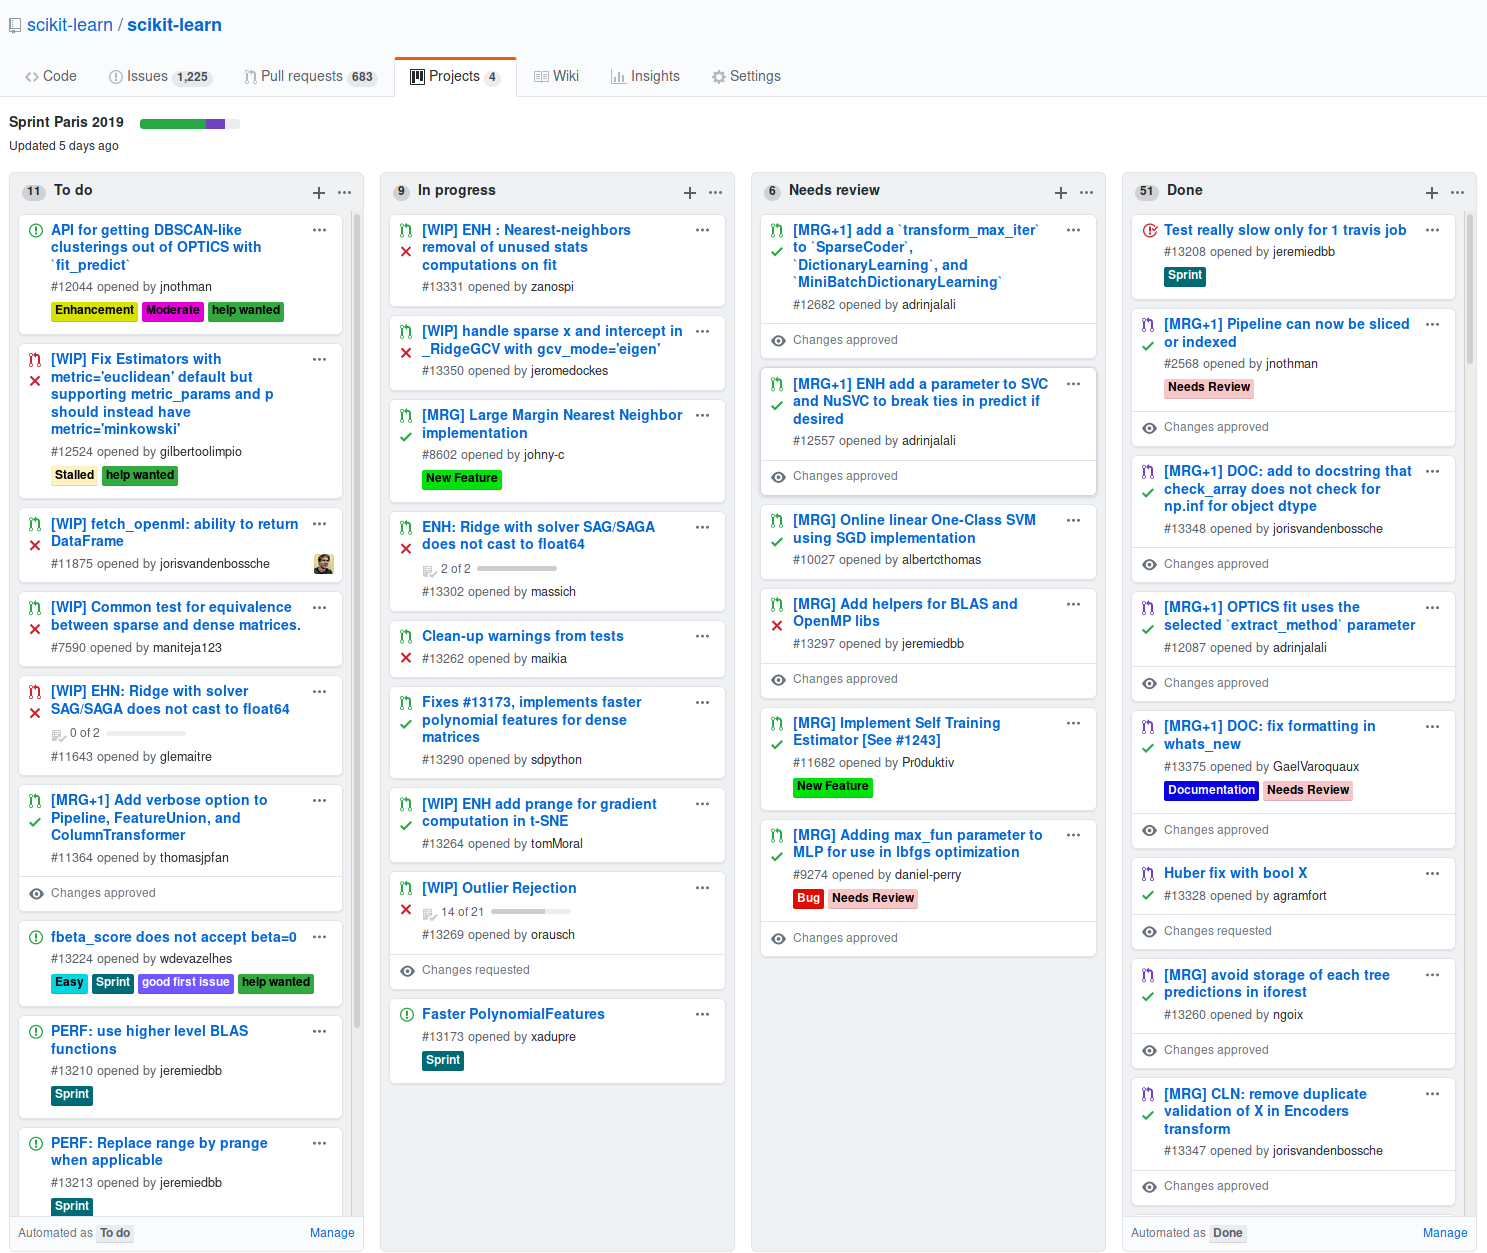 scikit-learn / scikit-learn
Code
Issues 1,225
Pull requests 683
Projects 4
Wiki
Insights
Settings
Sprint Paris 2019
Updated 5 days ago
11 To do
API for getting DBSCAN-like
clusterings out of OPTICS with
`fit_predict`
#12044 opened by jnothman
Enhancement Moderate help wanted
[WIP] Fix Estimators with
metric='euclidean' default but
supporting metric_params and p
should instead have
metric='minkowski'
#12524 opened by gilbertoolimpio
Stalled help wanted
[WIP] fetch_openml: ability to return
DataFrame
#11875 opened by jorisvandenbossche
[WIP] Common test for equivalence
between sparse and dense matrices.
#7590 opened by maniteja123
[WIP] EHN: Ridge with solver
SAG/SAGA does not cast to float64
0 of 2
#11643 opened by glemaitre
[MRG+1] Add verbose option to
Pipeline, FeatureUnion, and
ColumnTransformer
#11364 opened by thomasjpfan
Changes approved
fbeta_score does not accept beta=0
#13224 opened by wdevazelhes
Easy Sprint good first issue help wanted
PERF: use higher level BLAS
functions
#13210 opened by jeremiedbb
Sprint
PERF: Replace range by prange
when applicable
#13213 opened by jeremiedbb
Sprint
Automated as To do
Manage
9 In progress
[WIP] ENH : Nearest-neighbors
removal of unused stats
computations on fit
#13331 opened by zanospi
[WIP] handle sparse x and intercept in
_RidgeGCV with gcv_mode='eigen'
#13350 opened by jeromedockes
[MRG] Large Margin Nearest Neighbor
implementation
#8602 opened by johny-c
New Feature
ENH: Ridge with solver SAG/SAGA
does not cast to float64
2 of 2
#13302 opened by massich
Clean-up warnings from tests
#13262 opened by maikia
Fixes #13173, implements faster
polynomial features for dense
matrices
#13290 opened by sdpython
[WIP] ENH add prange for gradient
computation in t-SNE
#13264 opened by tomMoral
[WIP] Outlier Rejection
14 of 21
#13269 opened by orausch
Changes requested
Faster PolynomialFeatures
#13173 opened by xadupre
Sprint
6 Needs review
[MRG+1] add a `transform_max_iter`
to `SparseCoder`,
`DictionaryLearning`, and
`MiniBatchDictionaryLearning`
#12682 opened by adrinjalali
Changes approved
[MRG+1] ENH add a parameter to SVC
and NuSVC to break ties in predict if
desired
#12557 opened by adrinjalali
Changes approved
[MRG] Online linear One-Class SVM
using SGD implementation
#10027 opened by albertcthomas
[MRG] Add helpers for BLAS and
OpenMP libs
#13297 opened by jeremiedbb
Changes approved
[MRG] Implement Self Training
Estimator [See #1243]
#11682 opened by Pr0duktiv
New Feature
[MRG] Adding max_fun parameter to
MLP for use in lbfgs optimization
#9274 opened by daniel-perry
Bug Needs Review
Changes approved
51 Done
Test really slow only for 1 travis job
#13208 opened by jeremiedbb
Sprint
[MRG+1] Pipeline can now be sliced
or indexed
#2568 opened by jnothman
Needs Review
Changes approved
[MRG+1] DOC: add to docstring that
check_array does not check for
np.inf for object dtype
#13348 opened by jorisvandenbossche
Changes approved
[MRG+1] OPTICS fit uses the
selected `extract_method` parameter
#12087 opened by adrinjalali
Changes approved
[MRG+1] DOC: fix formatting in
whats_new
#13375 opened by GaelVaroquaux
Documentation Needs Review
Changes approved
Huber fix with bool X
#13328 opened by agramfort
Changes requested
[MRG] avoid storage of each tree
predictions in iforest
#13260 opened by ngoix
Changes approved
[MRG] CLN: remove duplicate
validation of X in Encoders
transform
#13347 opened by jorisvandenbossche
Changes approved
Automated as Done
Manage